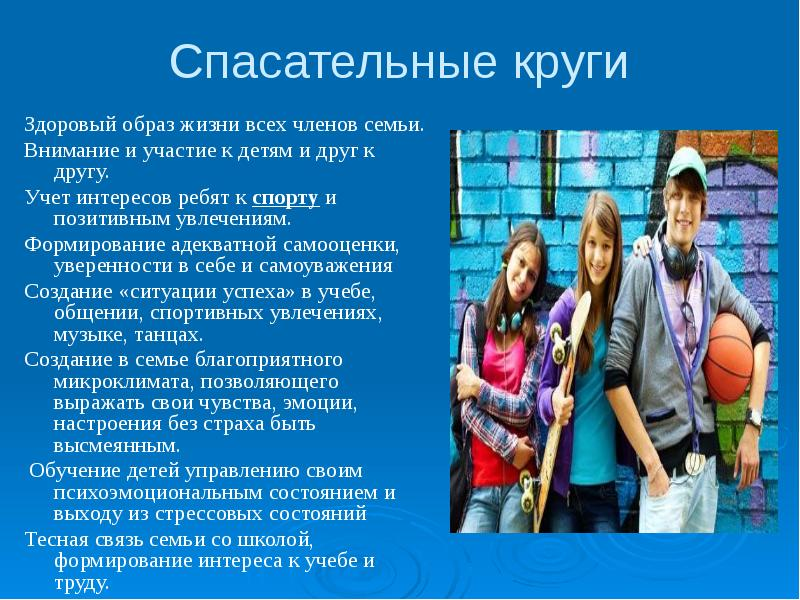 Спасательные круги
Здоровый образ жизни всех членов семьи.
Внимание и участие к детям и друг к
другу.
Учет интересов ребят к спорту и
позитивным увлечениям.
Формирование адекватной самооценки,
уверенности в себе и самоуважения
Создание «ситуации успеха» в учебе,
общении, спортивных увлечениях,
музыке, танцах.
Создание в семье благоприятного
микроклимата, позволяющего
выражать свои чувства, эмоции,
настроения без страха быть
высмеянным.
Обучение детей управлению своим
психоэмоциональным состоянием и
выходу из стрессовых состояний
Тесная связь семьи со школой,
формирование интереса к учебе и
труду.